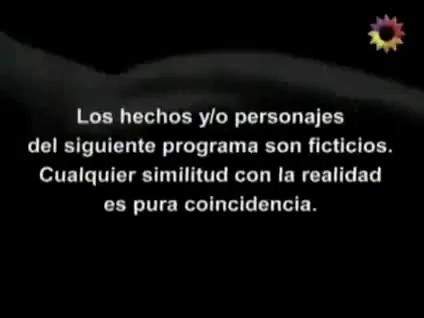 Los hechos y/o personajes
del siguiente programa son ficticios.
Cualquier similitud con la realidad
es pura coincidencia.